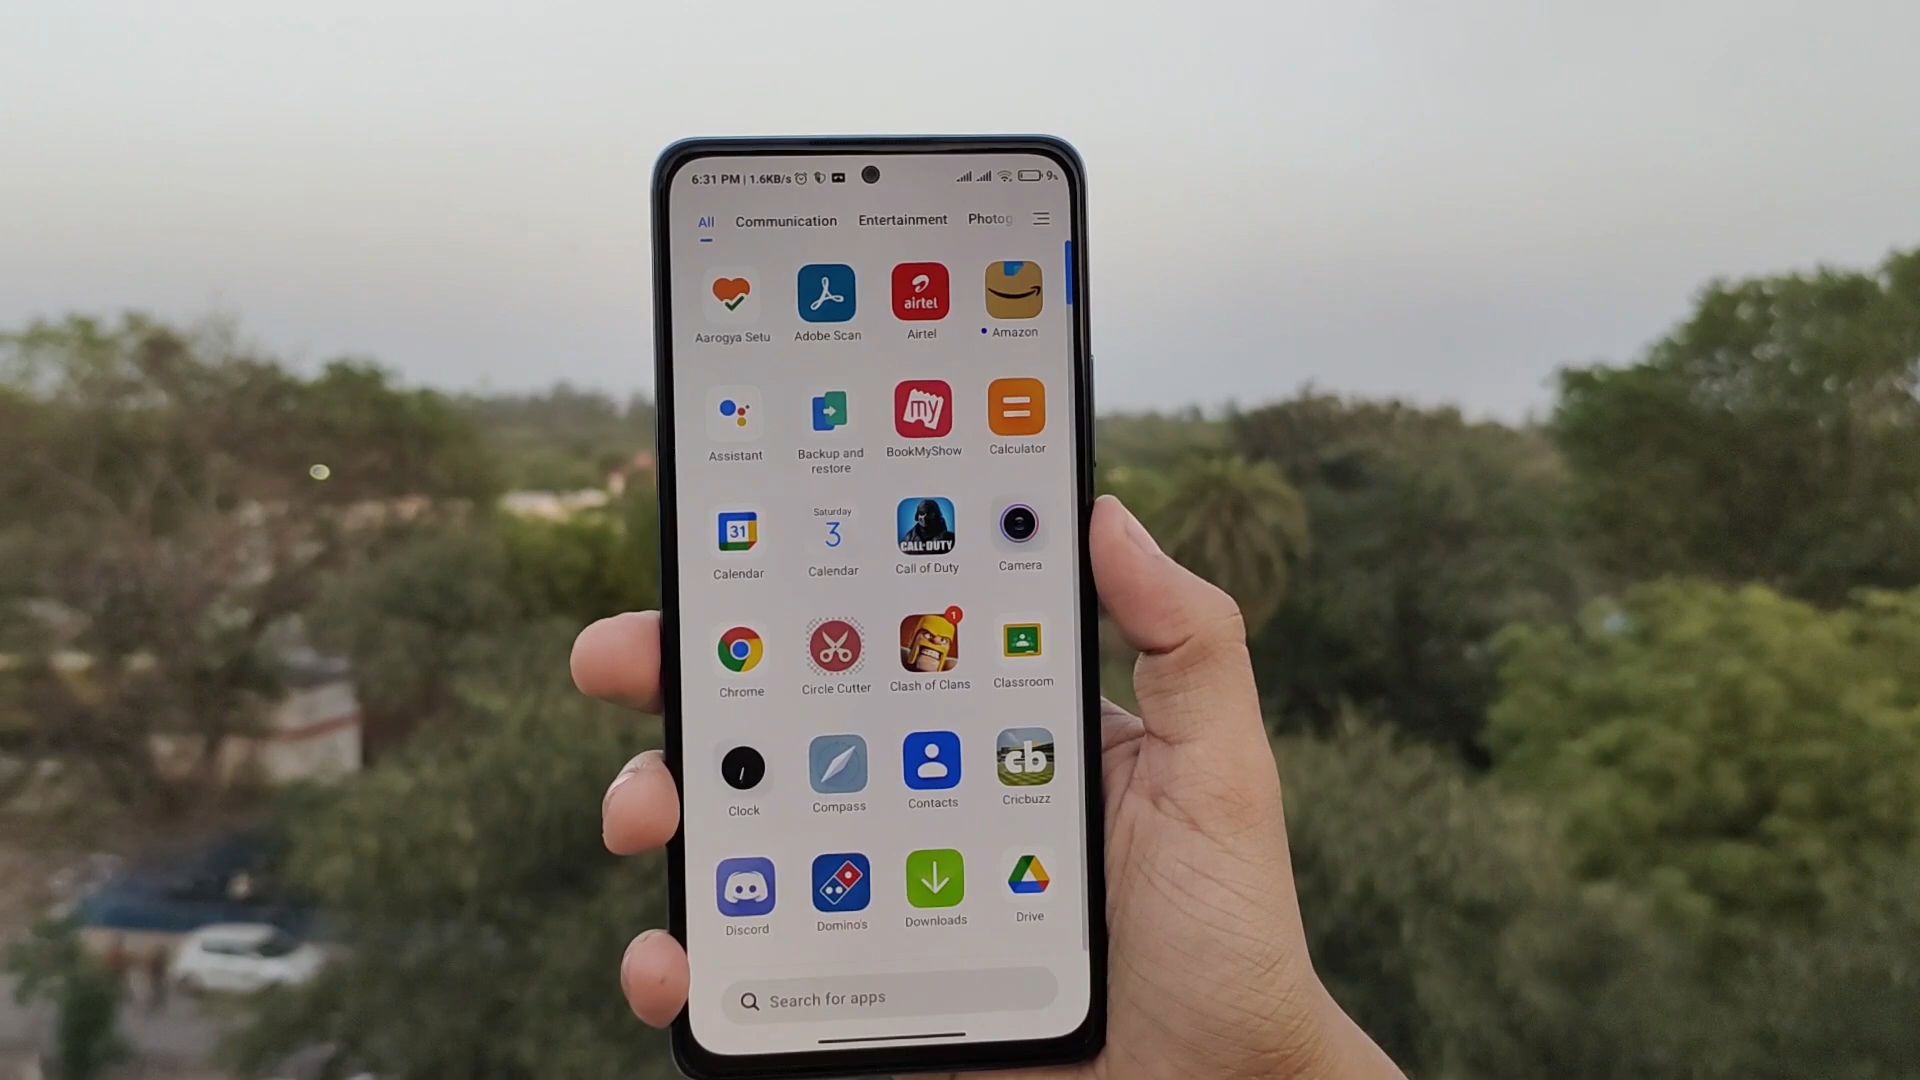 6:31 PM | 1.6KB/s 9%
All Communication Entertainment Photog
airtel
Aarogya Setu Adobe Scan Airtel Amazon
my
Assistant Backup and restore BookMyShow Calculator
31 Saturday 3 CALL DUTY
Calendar Calendar Call of Duty Camera
1
Chrome Circle Cutter Clash of Clans Classroom
cb
Clock Compass Contacts Cricbuzz
Discord Domino's Downloads Drive
Search for apps